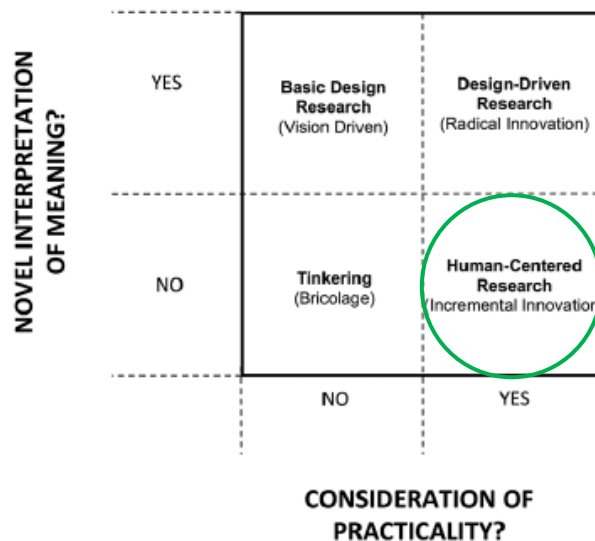 NOVEL INTERPRETATION
OF MEANING?
YES
Basic Design
Research
(Vision Driven)
Design-Driven
Research
(Radical Innovation)
NO
Tinkering
(Bricolage)
Human-Centered
Research
(Incremental Innovation
NO
YES
CONSIDERATION OF
PRACTICALITY?